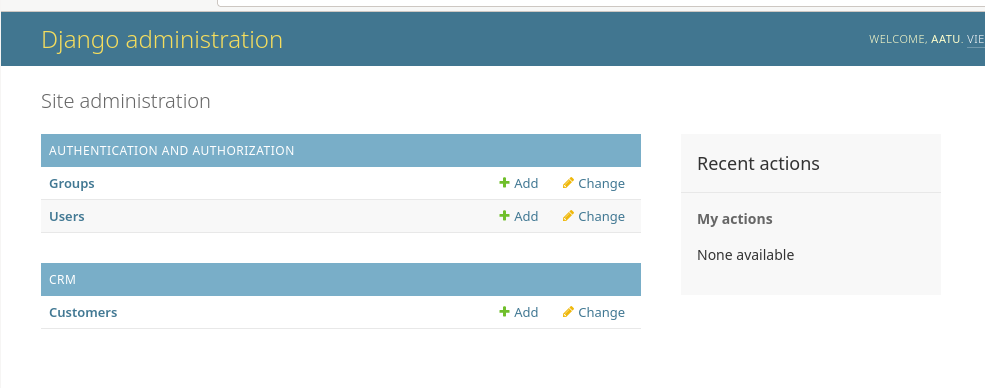 Django administration
WELCOME, AATU. VIE
Site administration
AUTHENTICATION AND AUTHORIZATION
Groups Add Change
Users Add Change
CRM
Customers Add Change
Recent actions
My actions
None available